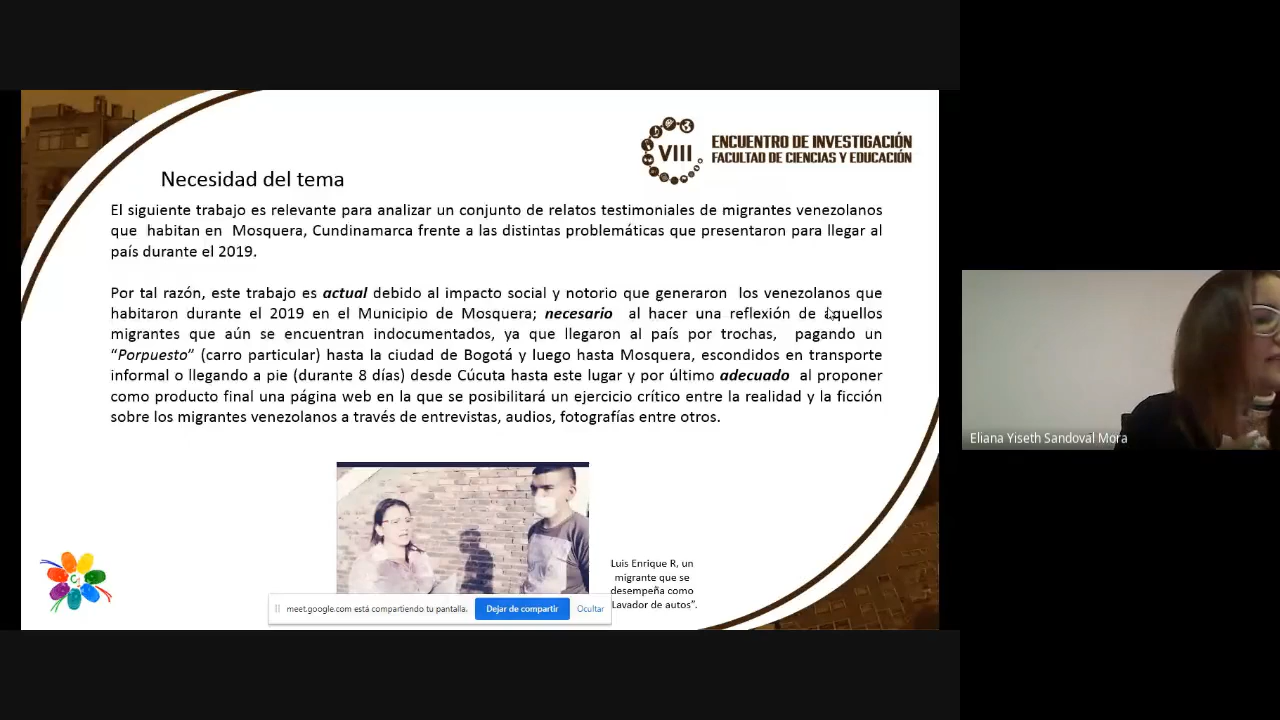 VIII
ENCUENTRO DE INVESTIGACIÓN
FACULTAD DE CIENCIAS Y EDUCACIÓN
Necesidad del tema
El siguiente trabajo es relevante para analizar un conjunto de relatos testimoniales de migrantes venezolanos
que habitan en Mosquera, Cundinamarca frente a las distintas problemáticas que presentaron para llegar al
país durante el 2019.
Por tal razón, este trabajo es actual debido al impacto social y notorio que generaron los venezolanos que
habitaron durante el 2019 en el Municipio de Mosquera; necesario al hacer una reflexión de aquellos
migrantes que aún se encuentran indocumentados, ya que llegaron al país por trochas, pagando un
“Porpuesto” (carro particular) hasta la ciudad de Bogotá y luego hasta Mosquera, escondidos en transporte
informal o llegando a pie (durante 8 días) desde Cúcuta hasta este lugar y por último adecuado al proponer
como producto final una página web en la que se posibilitará un ejercicio crítico entre la realidad y la ficción
sobre los migrantes venezolanos a través de entrevistas, audios, fotografías entre otros.
Luis Enrique R, un
migrante que se
desempeña como
Lavador de autos”.
meet.google.com está compartiendo tu pantalla.
Dejar de compartir
Ocultar
Eliana Yiseth Sandoval Mora